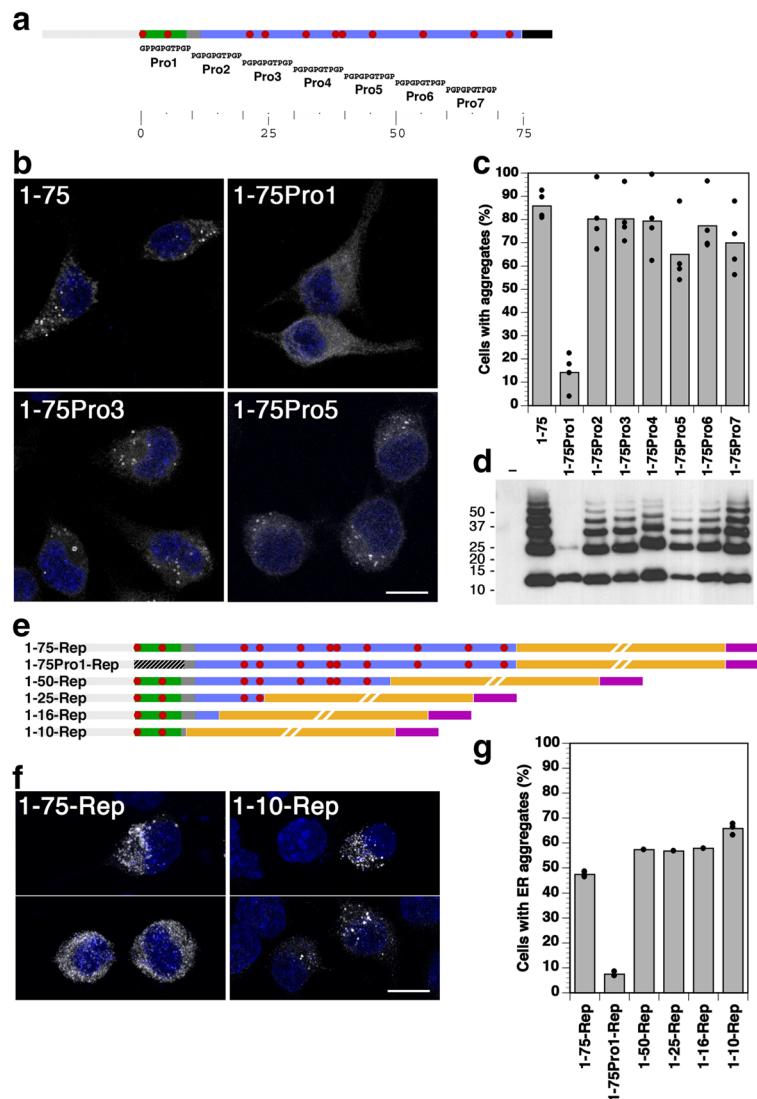 a
GPPGPGTPGP
Pro1
PGPGPGTPGP
Pro2
PGPGPGTPGP
Pro3
PGPGPGTPGP
Pro4
PGPGPGTPGP
Pro5
PGPGPGTPGP
Pro6
PGPGPGTPGP
Pro7
0 25 50 75
b
1-75
1-75Pro1
1-75Pro3
1-75Pro5
c
Cells with aggregates (%)
100
90
80
70
60
50
40
30
20
10
0
1-75
1-75Pro1
1-75Pro2
1-75Pro3
1-75Pro4
1-75Pro5
1-75Pro6
1-75Pro7
d
–
50 -
37 -
25 -
20 -
15 -
10 -
e
1-75-Rep
1-75Pro1-Rep
1-50-Rep
1-25-Rep
1-16-Rep
1-10-Rep
f
1-75-Rep
1-10-Rep
g
Cells with ER aggregates (%)
100
90
80
70
60
50
40
30
20
10
0
1-75-Rep
1-75Pro1-Rep
1-50-Rep
1-25-Rep
1-16-Rep
1-10-Rep